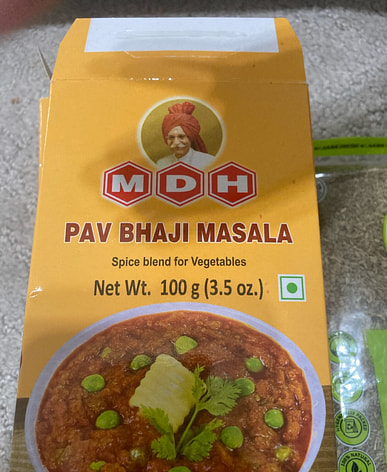 MDH
PAV BHAJI MASALA
Spice blend for Vegetables
Net Wt. 100 g (3.5 oz.)